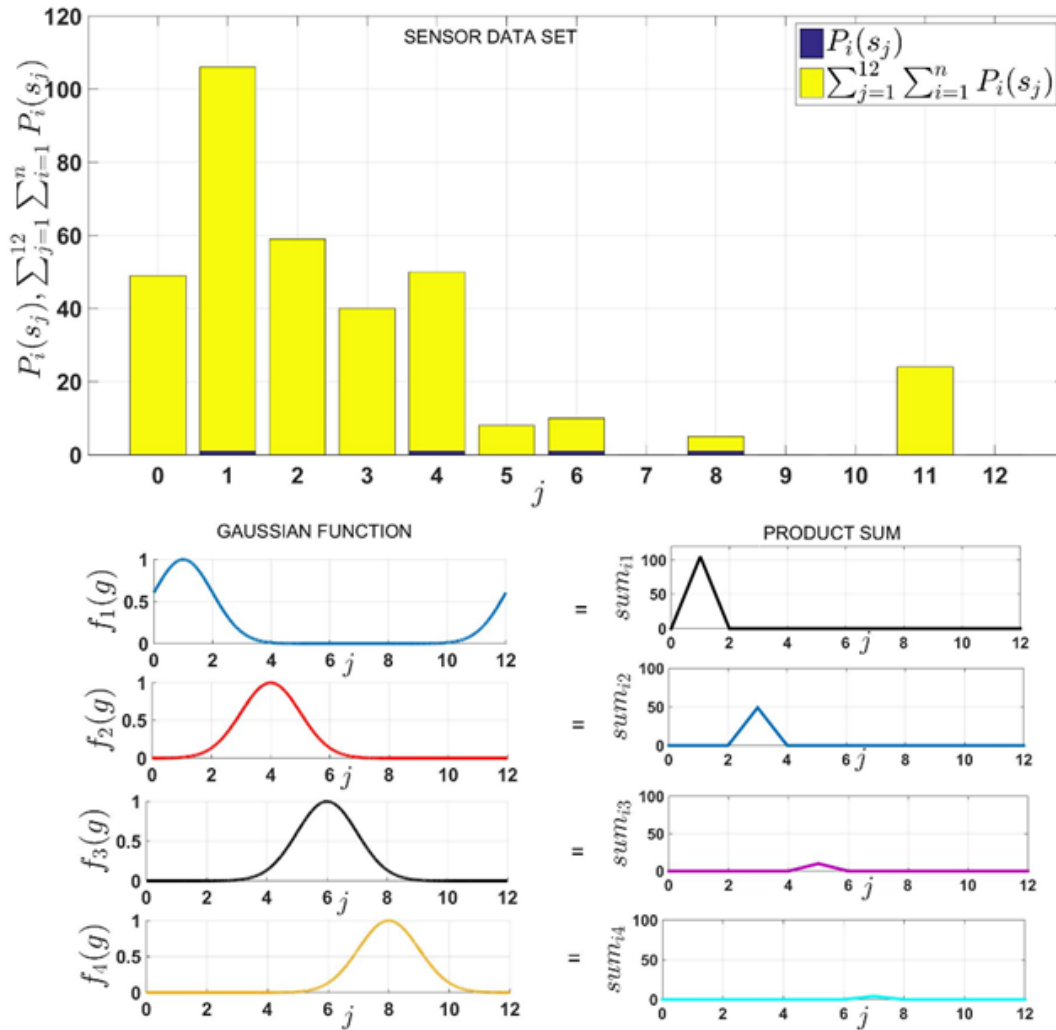 SENSOR DATA SET
P_i(s_j)
∑_{j=1}^{12} ∑_{i=1}^{n} P_i(s_j)
P_i(s_j), ∑_{j=1}^{12} ∑_{i=1}^{n} P_i(s_j)
120
100
80
60
40
20
0
0 1 2 3 4 5 6 7 8 9 10 11 12
j
GAUSSIAN FUNCTION
PRODUCT SUM
f_1(g)
1
0.5
0
0 2 4 6 8 10 12
j
=
sum_{i1}
100
50
0
0 2 4 6 8 10 12
j
f_2(g)
1
0.5
0
0 2 4 6 8 10 12
j
=
sum_{i2}
100
50
0
0 2 4 6 8 10 12
j
f_3(g)
1
0.5
0
0 2 4 6 8 10 12
j
=
sum_{i3}
100
50
0
0 2 4 6 8 10 12
j
f_4(g)
1
0.5
0
0 2 4 6 8 10 12
j
=
sum_{i4}
100
50
0
0 2 4 6 8 10 12
j